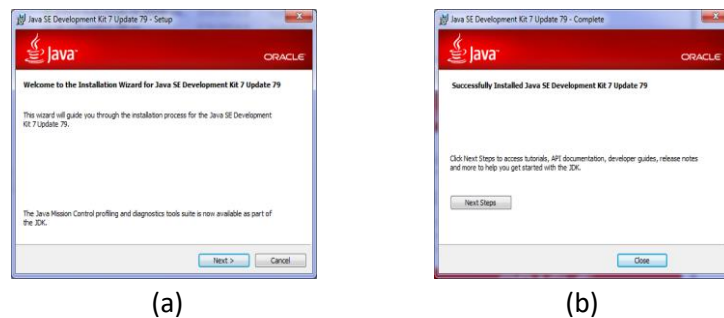 Java SE Development Kit 7 Update 79 - Setup
Java
ORACLE
Welcome to the Installation Wizard for Java SE Development Kit 7 Update 79
This wizard will guide you through the installation process for the Java SE Development
Kit 7 Update 79.
The Java Mission Control profiling and diagnostics tools suite is now available as part of
the JDK.
Next >
Cancel
(a)
Java SE Development Kit 7 Update 79 - Complete
Java
ORACLE
Successfully Installed Java SE Development Kit 7 Update 79
Click Next Steps to access tutorials, API documentation, developer guides, release notes
and more to help you get started with the JDK.
Next Steps
Close
(b)